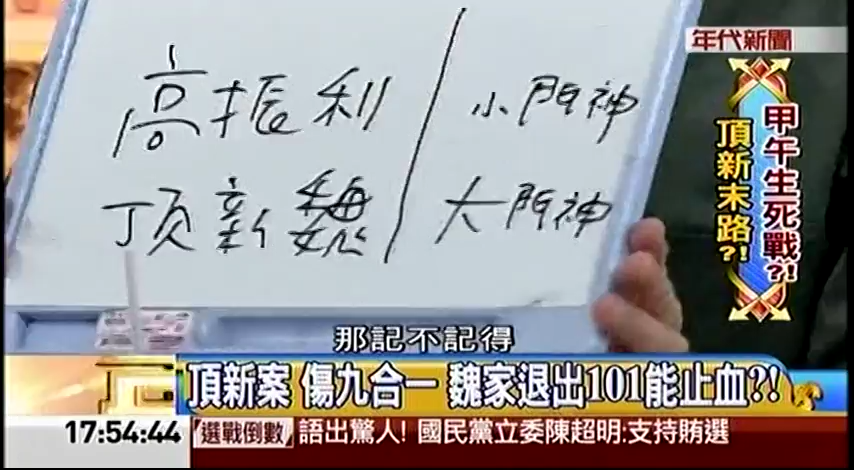 年代新聞
甲午生死戰?!
頂新末路?!
高振利 小門神
頂新魏 大門神
那記不記得
頂新案 傷九合一 魏家退出101能止血?!
17:54:44 選戰倒數 語出驚人! 國民黨立委陳超明:支持賄選